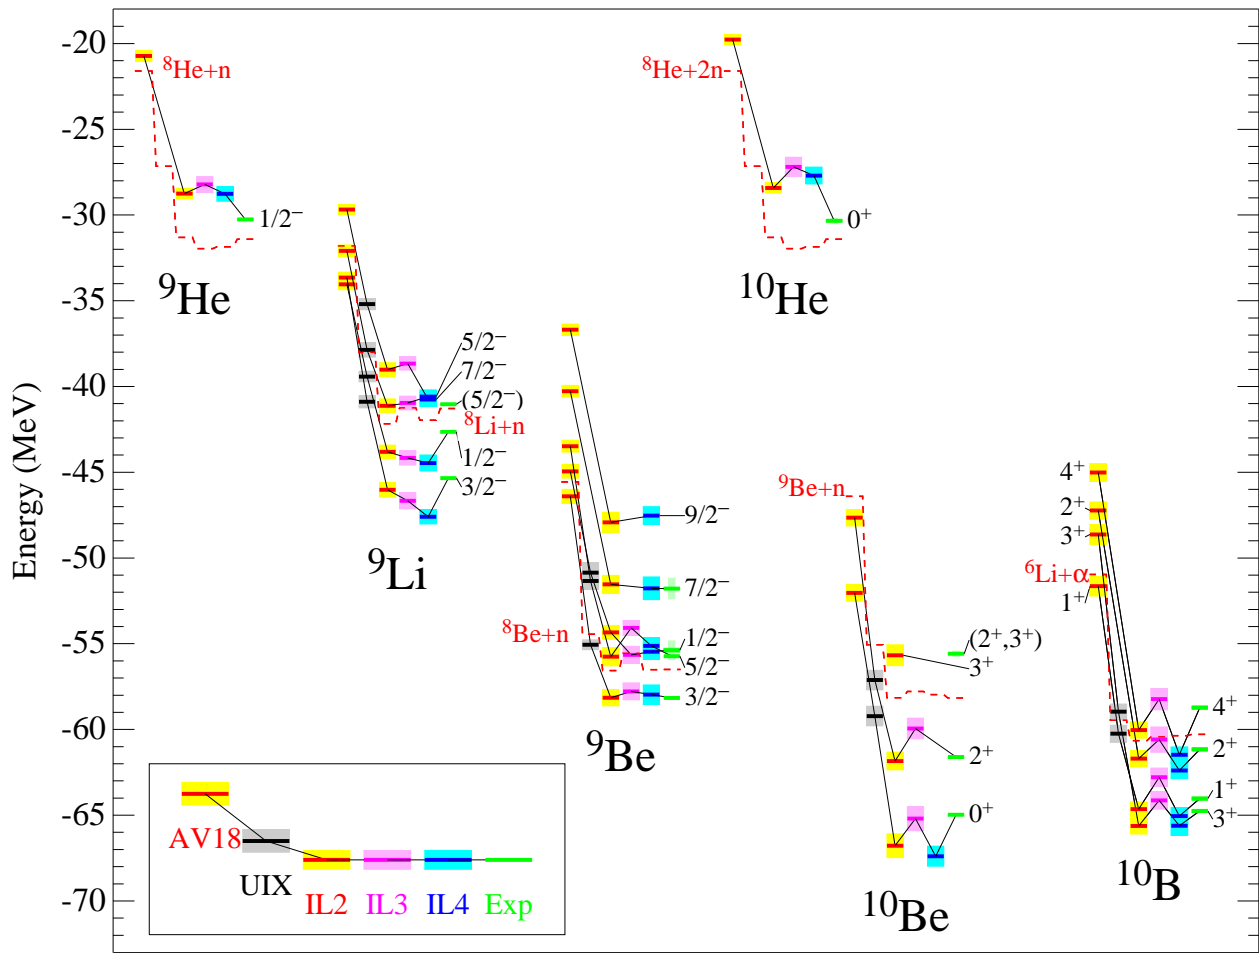 Energy (MeV)
-20
-25
-30
-35
-40
-45
-50
-55
-60
-65
-70
⁸He+n
1/2⁻
⁹He
5/2⁻
7/2⁻
(5/2⁻)
⁸Li+n
1/2⁻
3/2⁻
⁹Li
9/2⁻
7/2⁻
⁸Be+n
1/2⁻
5/2⁻
3/2⁻
⁹Be
⁸He+2n
0⁺
¹⁰He
⁹Be+n
(2⁺,3⁺)
3⁺
2⁺
0⁺
¹⁰Be
4⁺
2⁺
3⁺
⁶Li+α
1⁺
4⁺
2⁺
1⁺
3⁺
¹⁰B
AV18
UIX
IL2 IL3 IL4 Exp